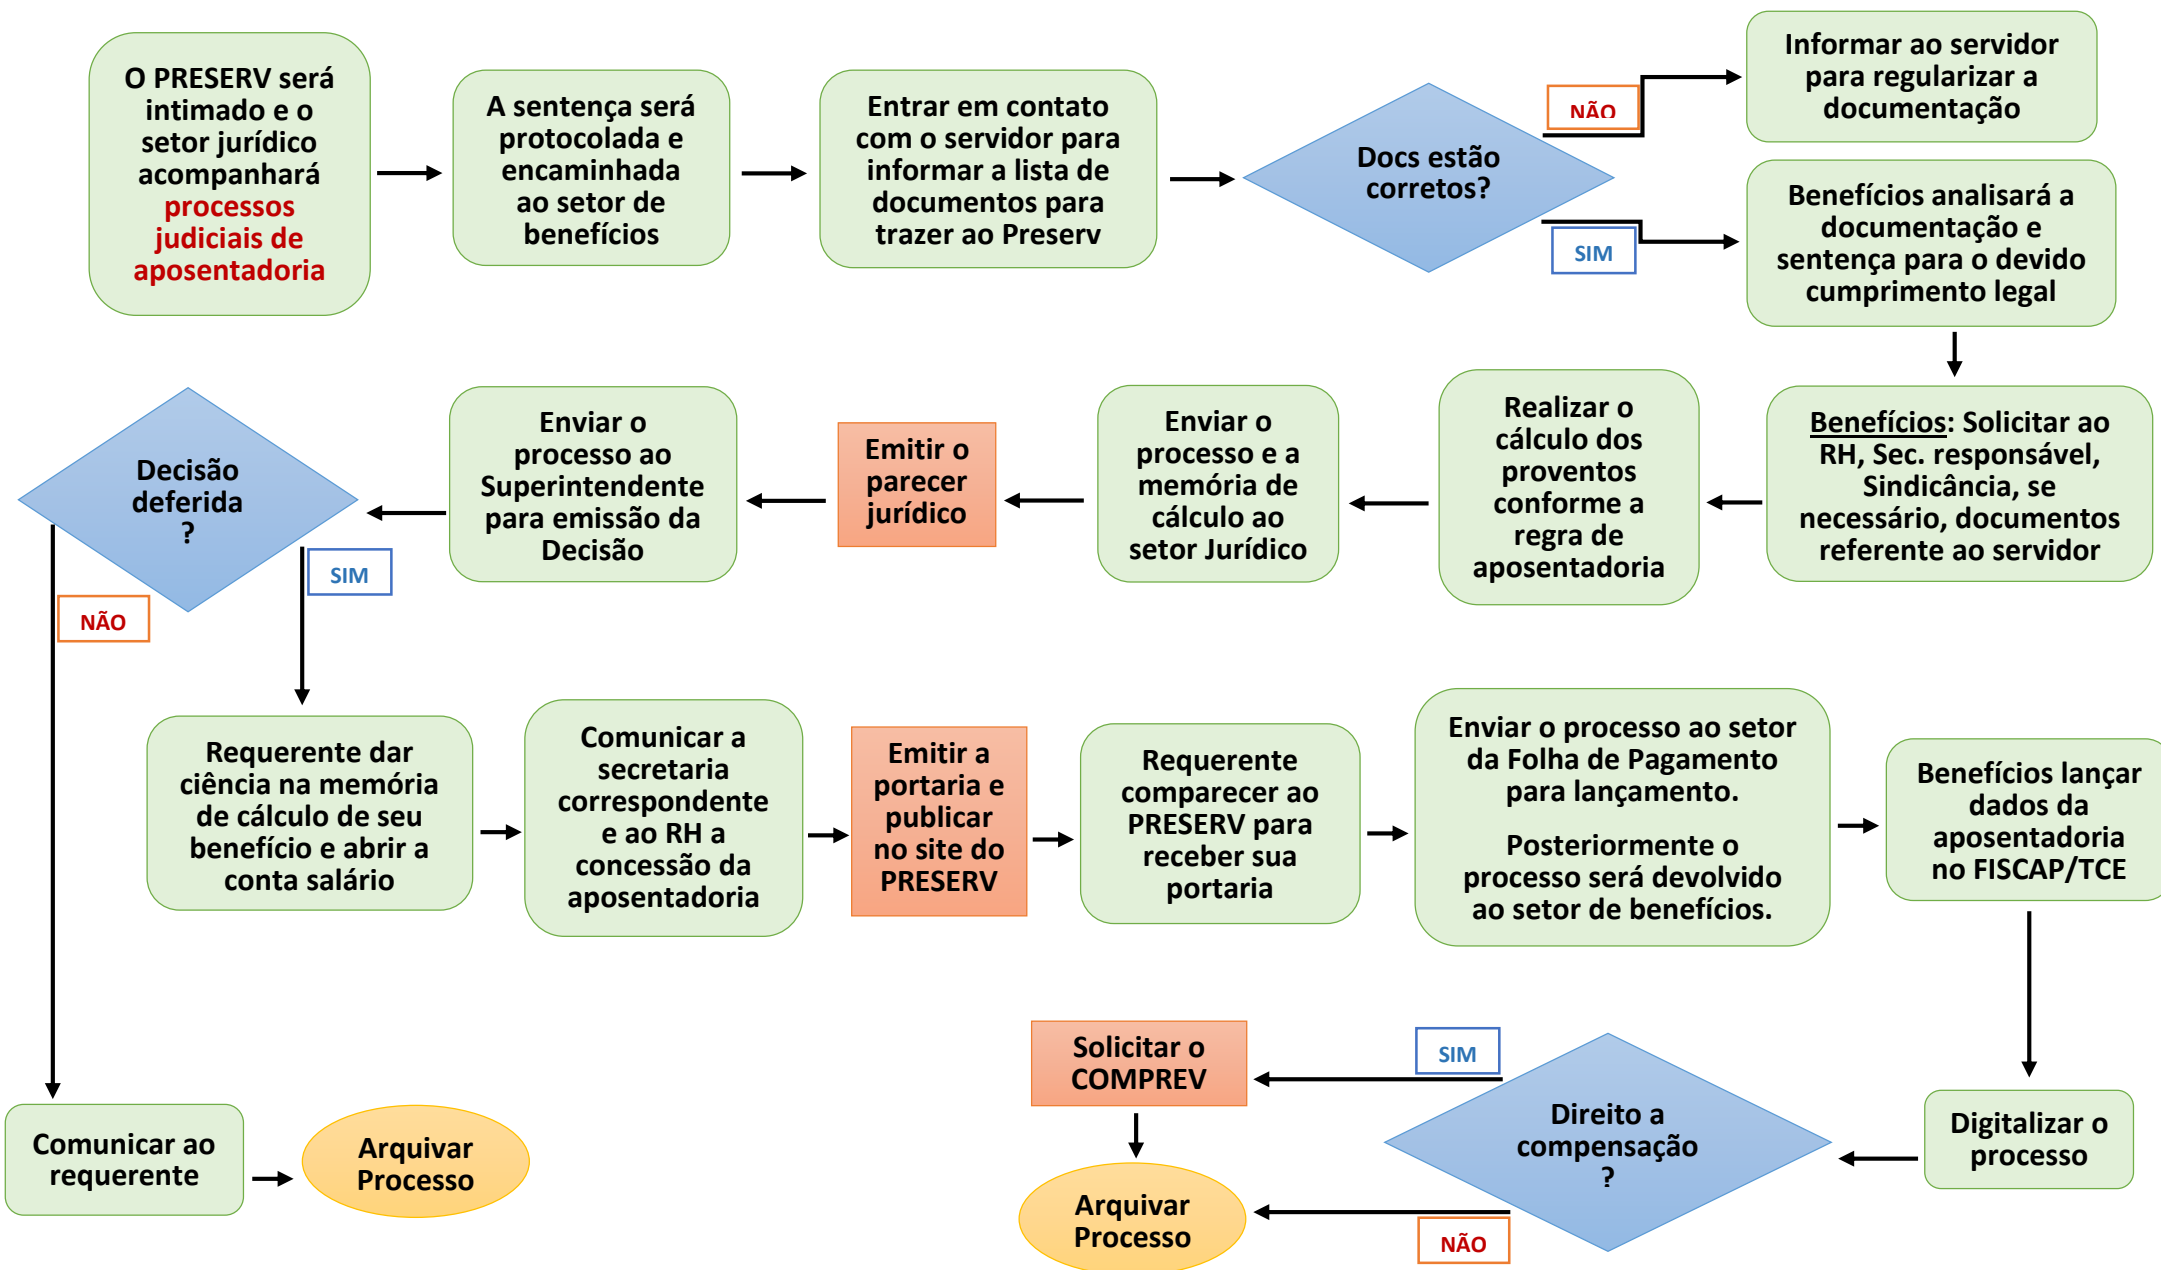 O PRESERV será
intimado e o
setor jurídico
acompanhará
processos
judiciais de
aposentadoria
A sentença será
protocolada e
encaminhada
ao setor de
benefícios
Entrar em contato
com o servidor para
informar a lista de
documentos para
trazer ao Preserv
Docs estão
corretos?
NÃO
Informar ao servidor
para regularizar a
documentação
SIM
Benefícios analisará a
documentação e
sentença para o devido
cumprimento legal
Benefícios: Solicitar ao
RH, Sec. responsável,
Sindicância, se
necessário, documentos
referente ao servidor
Realizar o
cálculo dos
proventos
conforme a
regra de
aposentadoria
Enviar o
processo e a
memória de
cálculo ao
setor Jurídico
Emitir o
parecer
jurídico
Enviar o
processo ao
Superintendente
para emissão da
Decisão
Decisão
deferida
?
SIM
NÃO
Requerente dar
ciência na memória
de cálculo de seu
benefício e abrir a
conta salário
Comunicar a
secretaria
correspondente
e ao RH a
concessão da
aposentadoria
Emitir a
portaria e
publicar
no site do
PRESERV
Requerente
comparecer ao
PRESERV para
receber sua
portaria
Enviar o processo ao setor
da Folha de Pagamento
para lançamento.
Posteriormente o
processo será devolvido
ao setor de benefícios.
Benefícios lançar
dados da
aposentadoria
no FISCAP/TCE
Digitalizar o
processo
Direito a
compensação
?
SIM
Solicitar o
COMPREV
NÃO
Arquivar
Processo
Comunicar ao
requerente
Arquivar
Processo